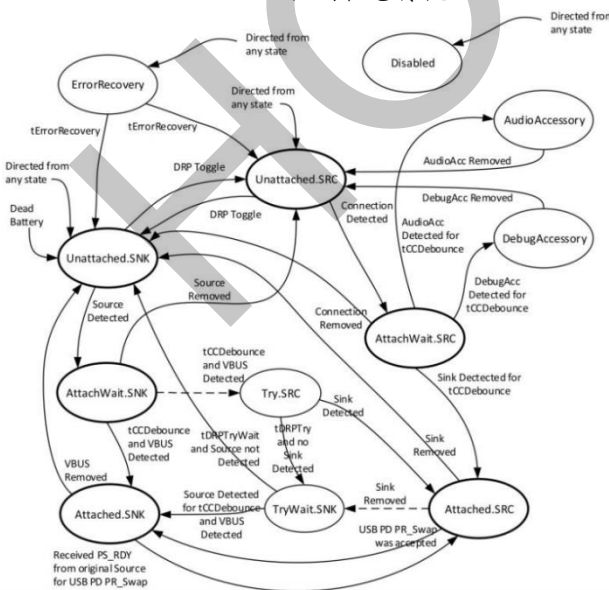 Directed from
any state
Directed from
any state
Disabled
ErrorRecovery
Directed from
any state
AudioAccessory
tErrorRecovery
tErrorRecovery
AudioAcc Removed
Directed from
any state
DRP Toggle
Unattached.SRC
DebugAcc Removed
Connection
Detected
DRP Toggle
Dead
Battery
AudioAcc
Detected for
tCCDebounce
DebugAccessory
Unattached.SNK
Source
Removed
DebugAcc
Detected for
tCCDebounce
Source
Detected
Connection
Removed
AttachWait.SRC
tCCDebounce
and VBUS
Detected
Sink Dectected for
tCCDebounce
AttachWait.SNK
Try.SRC
Sink
Detected
tCCDebounce
and VBUS
Detected
tDRPTryWait
and Source not
Detected
tDRPTry
and no
Sink
Detected
Sink
Removed
VBUS
Removed
Source Detected
for tCCDebounce
and VBUS
Detected
Sink
Removed
Attached.SNK
TryWait.SNK
Attached.SRC
USB PD PR_Swap
was accepted
Received PS_RDY
from original Source
for USB PD PR_Swap